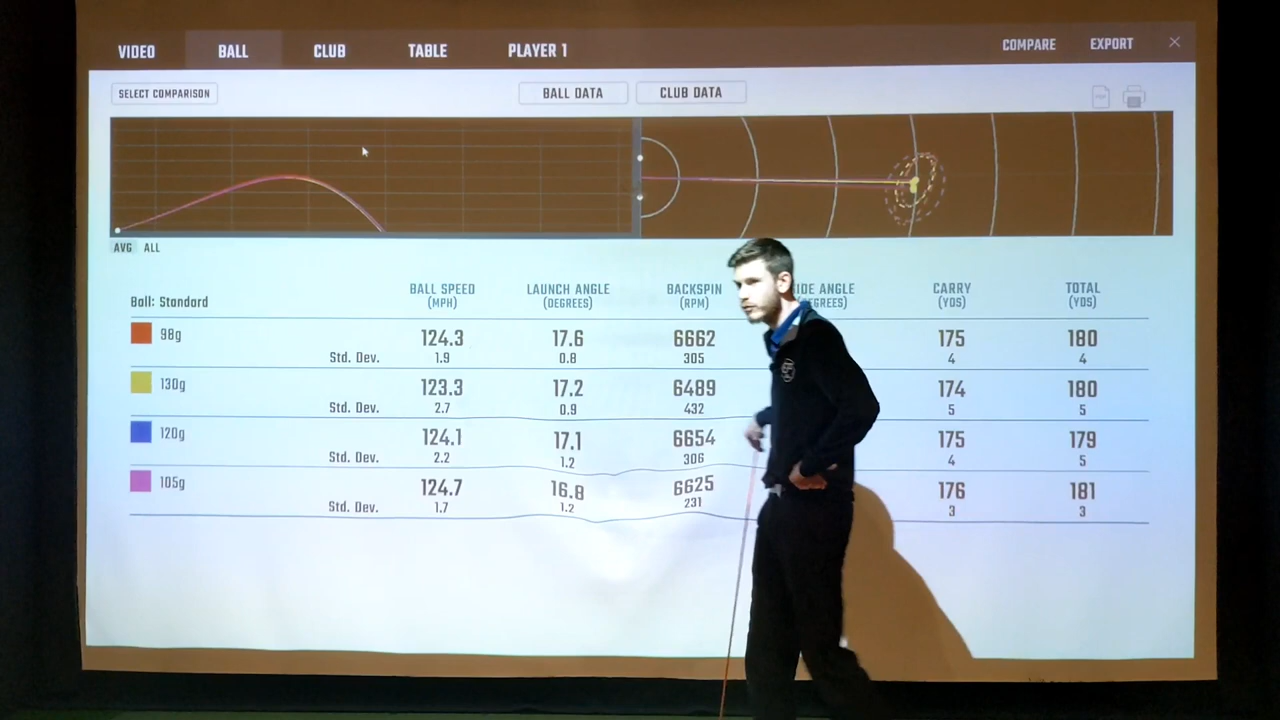 VIDEO BALL CLUB TABLE PLAYER 1 COMPARE EXPORT
SELECT COMPARISON BALL DATA CLUB DATA
AVG ALL
Ball: Standard BALL SPEED (MPH) LAUNCH ANGLE (DEGREES) BACKSPIN (RPM) ANGLE CARRY (YDS) TOTAL (YDS)
98g 124.3 17.6 6662 175 180
Std. Dev. 1.9 0.8 305 4 4
130g 123.3 17.2 6489 174 180
Std. Dev. 2.7 0.9 432 5 5
120g 124.1 17.1 6654 175 179
Std. Dev. 2.2 1.2 306 4 5
105g 124.7 16.8 6625 176 181
Std. Dev. 1.7 1.2 231 3 3